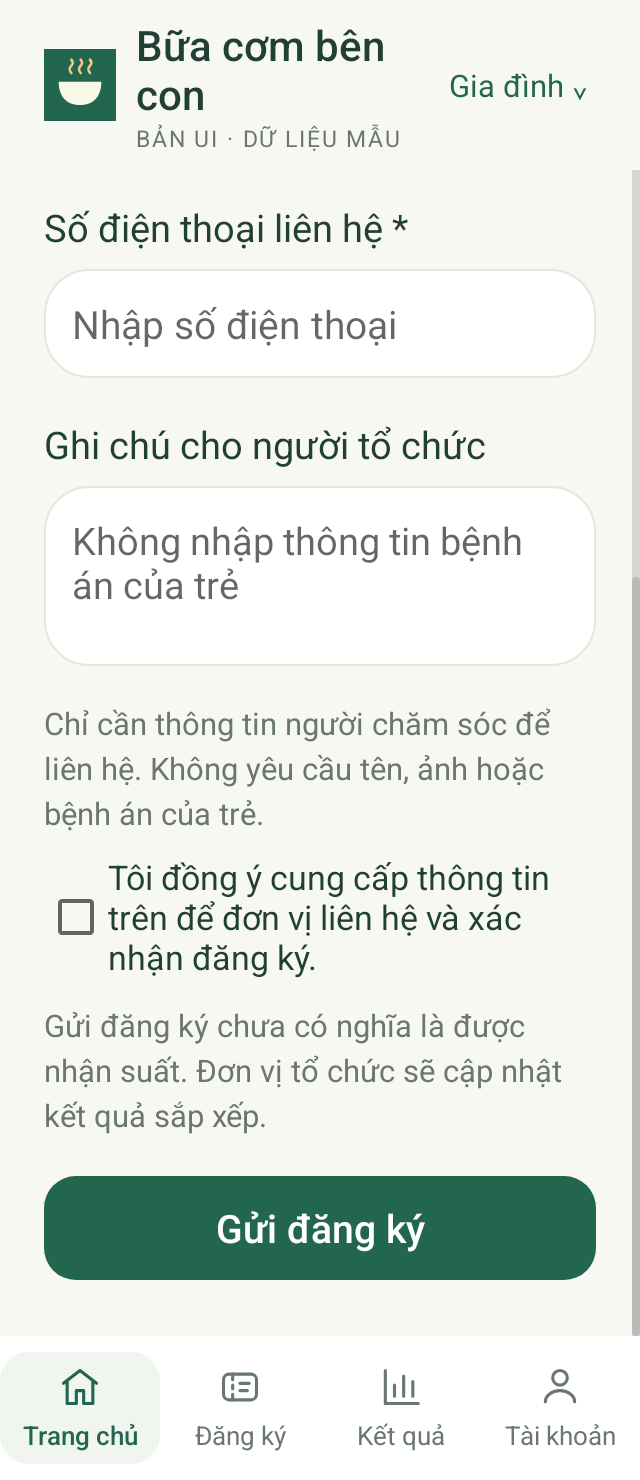 Bữa cơm bên
con
BẢN UI · DỮ LIỆU MẪU
Gia đình
Số điện thoại liên hệ *
Nhập số điện thoại
Ghi chú cho người tổ chức
Không nhập thông tin bệnh
án của trẻ
Chỉ cần thông tin người chăm sóc để
liên hệ. Không yêu cầu tên, ảnh hoặc
bệnh án của trẻ.
Tôi đồng ý cung cấp thông tin
trên để đơn vị liên hệ và xác
nhận đăng ký.
Gửi đăng ký chưa có nghĩa là được
nhận suất. Đơn vị tổ chức sẽ cập nhật
kết quả sắp xếp.
Gửi đăng ký
Trang chủ
Đăng ký
Kết quả
Tài khoản